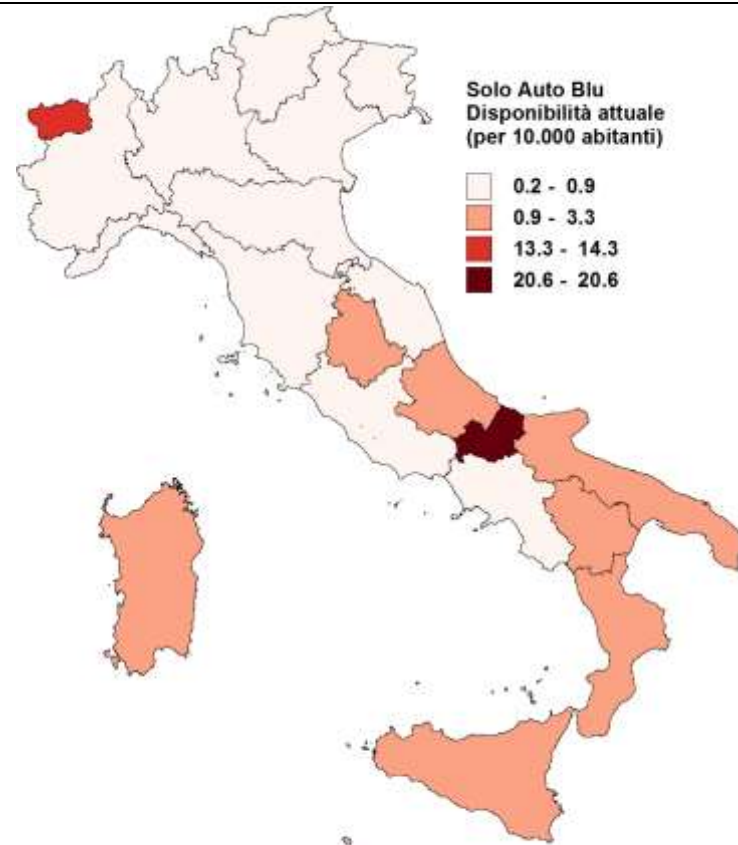 Solo Auto Blu
Disponibilità attuale
(per 10.000 abitanti)
0.2 - 0.9
0.9 - 3.3
13.3 - 14.3
20.6 - 20.6